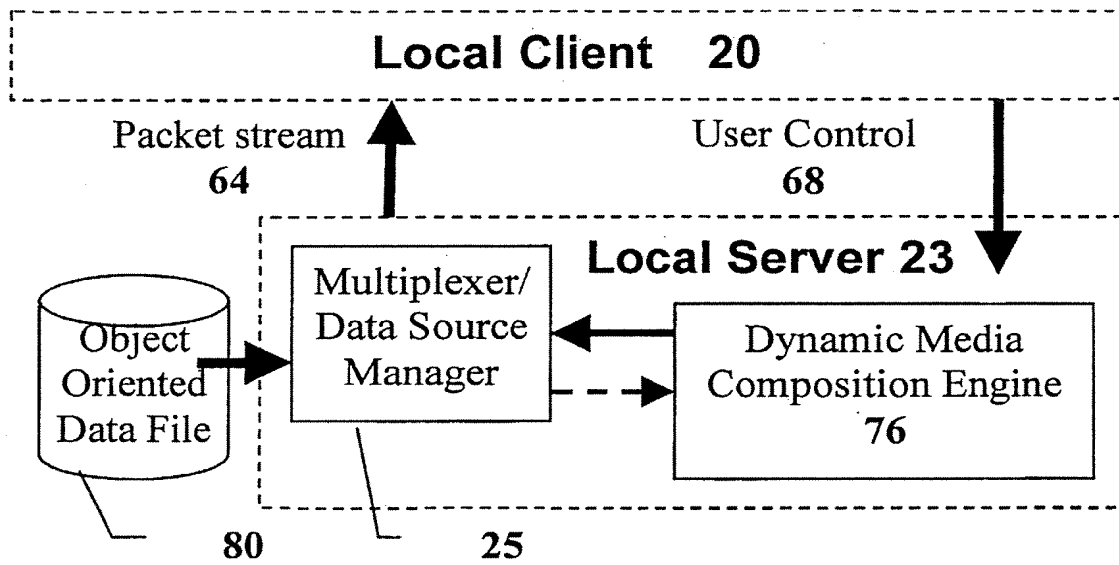 Local Client 20
Packet stream
64
User Control
68
Local Server 23
Multiplexer/
Data Source
Manager
Object
Oriented
Data File
Dynamic Media
Composition Engine
76
80
25